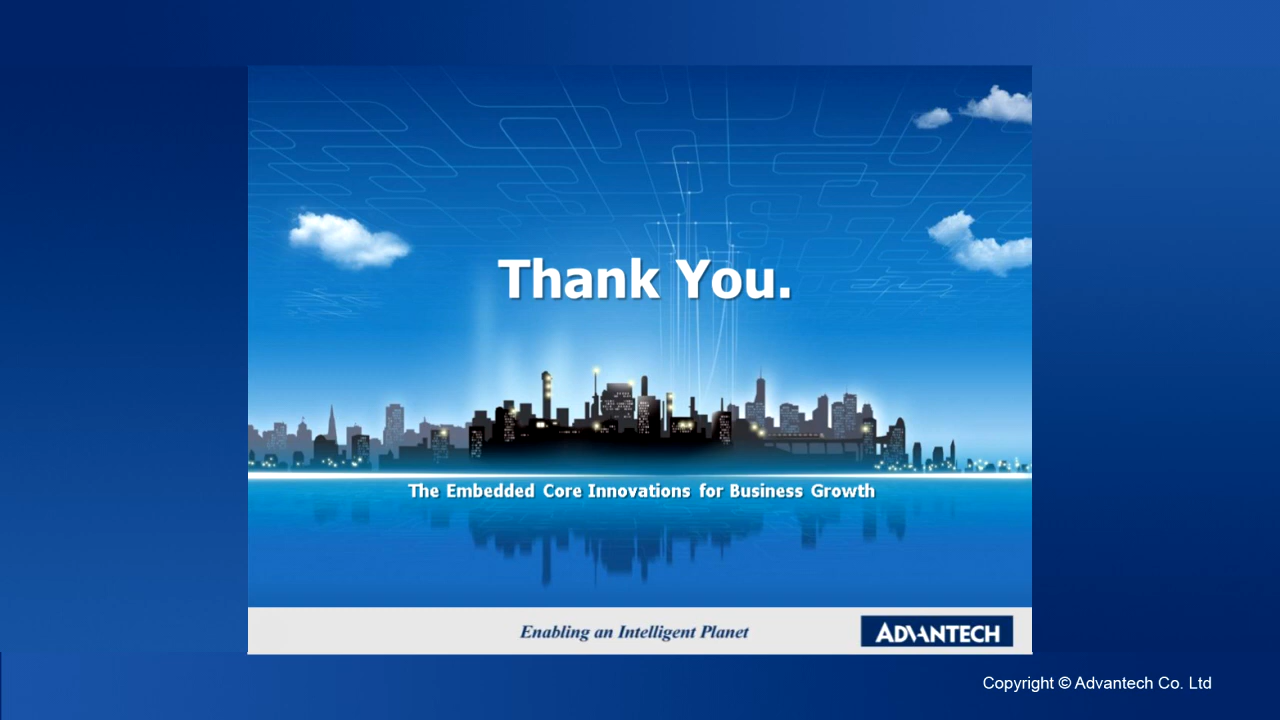 Thank You.
The Embedded Core Innovations for Business Growth
Enabling an Intelligent Planet
ADVANTECH
Copyright © Advantech Co. Ltd